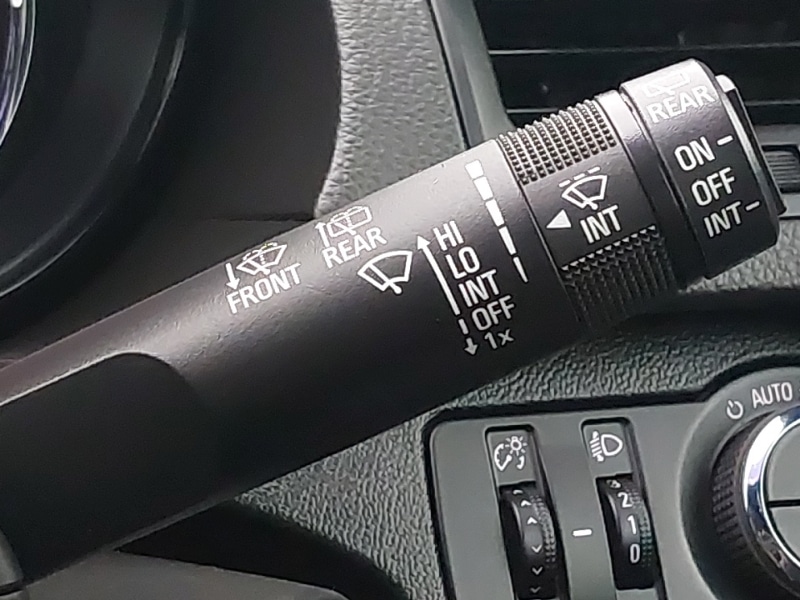 FRONT
REAR
HI
LO
INT
OFF
1x
INT
REAR
ON
OFF
INT
AUTO
2
1
0